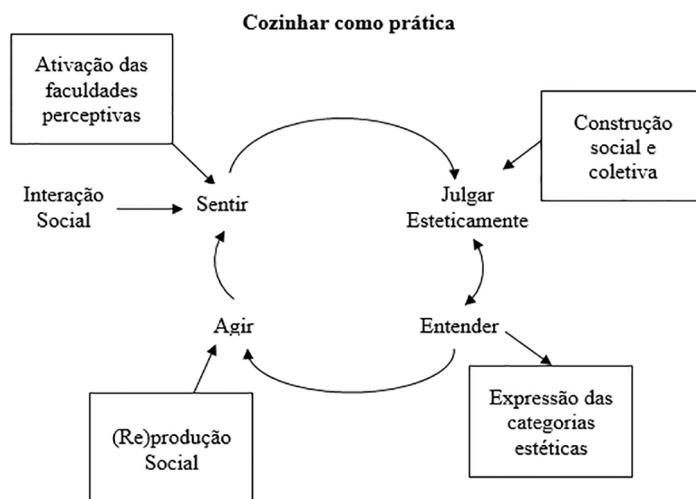 Cozinhar como prática
Ativação das
faculdades
perceptivas
Construção
social e
coletiva
Interação
Social
Sentir
Julgar
Esteticamente
Agir
Entender
(Re)produção
Social
Expressão das
categorias
estéticas